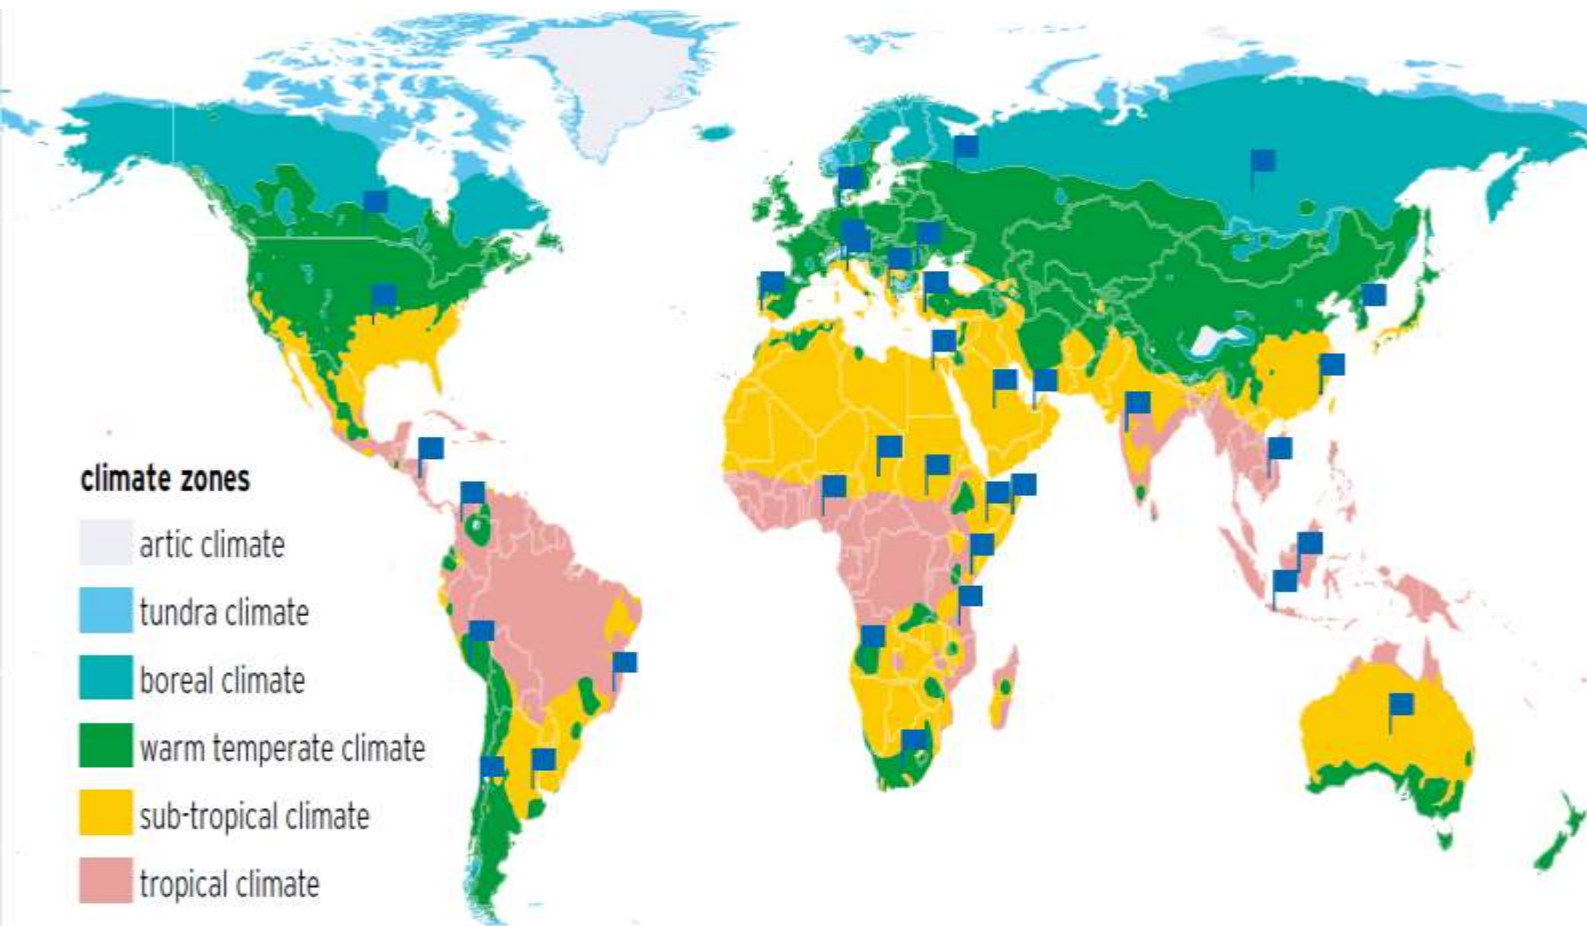 climate zones
artic climate
tundra climate
boreal climate
warm temperate climate
sub-tropical climate
tropical climate